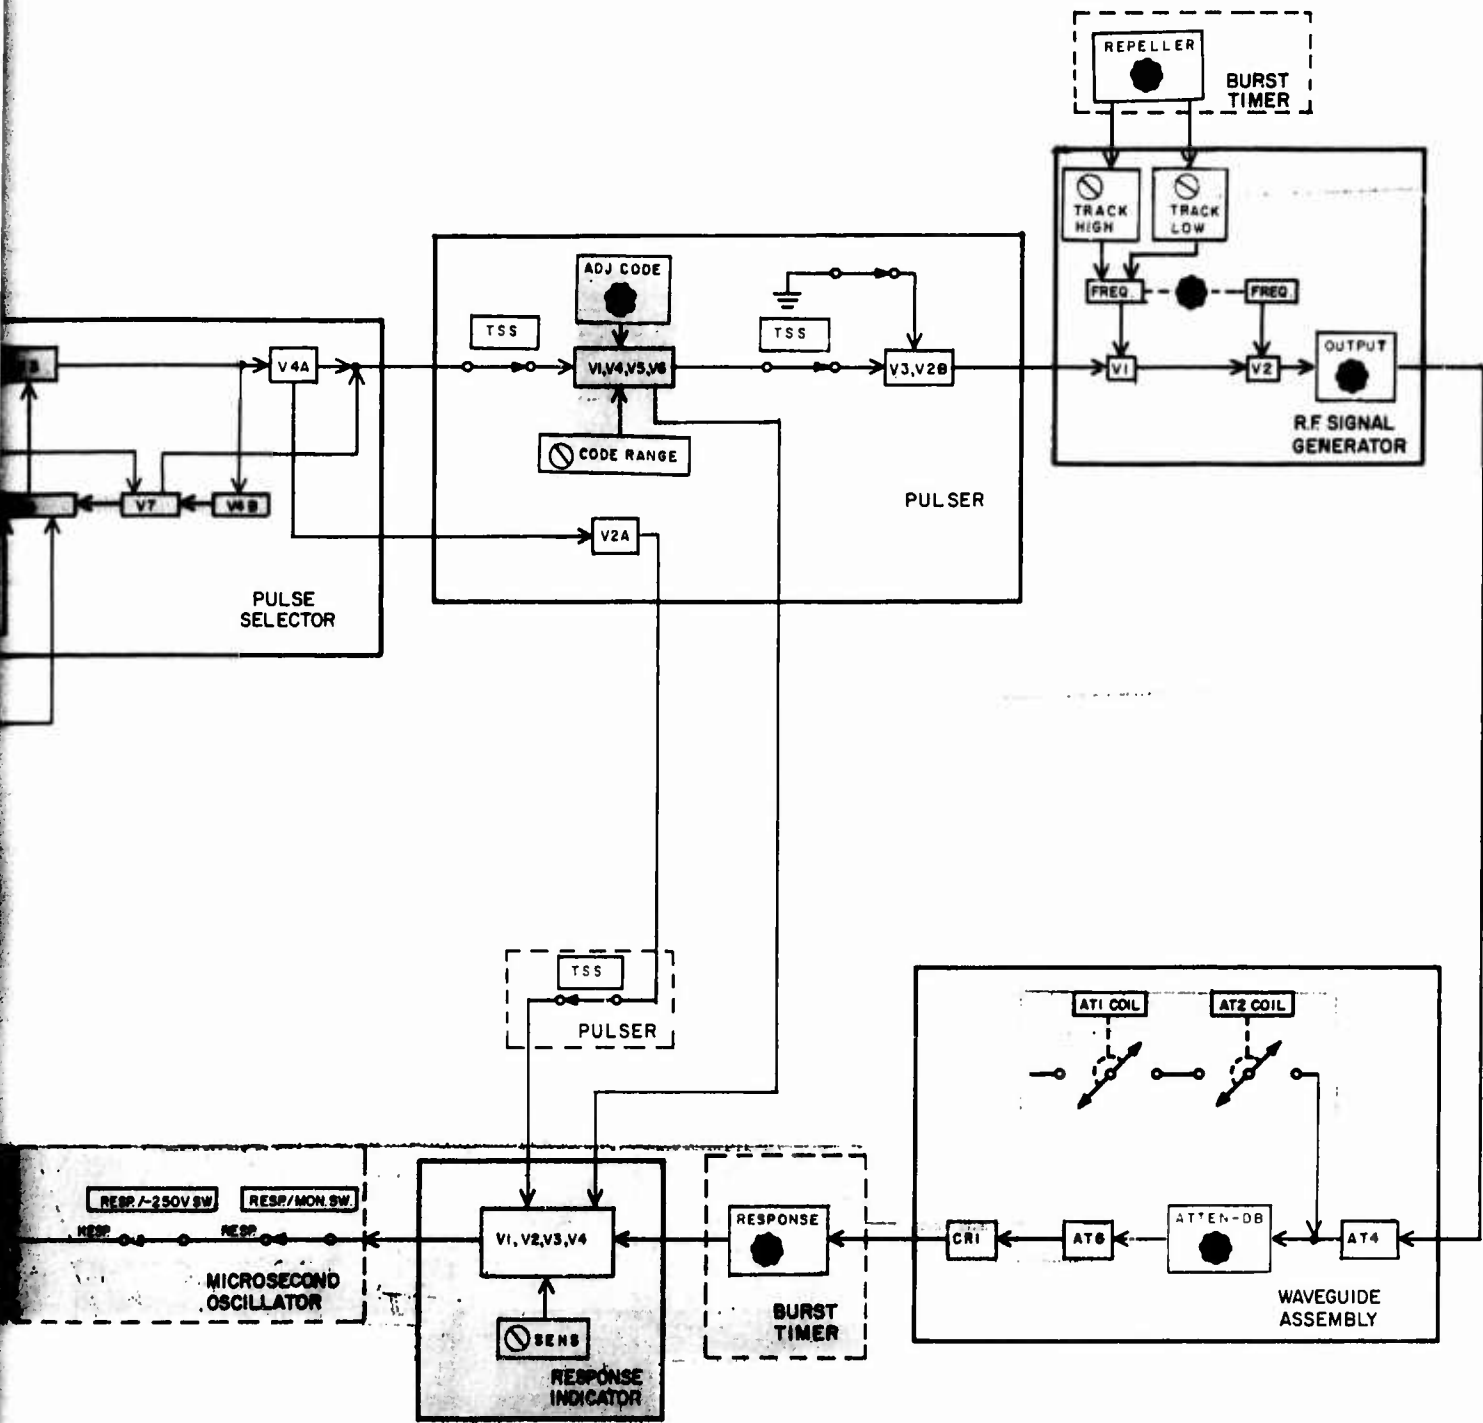 REPELLER
BURST
TIMER
TRACK
HIGH
TRACK
LOW
FREQ.
FREQ.
V1
V2
OUTPUT
R.F. SIGNAL
GENERATOR
ADJ CODE
TSS
V1,V4,V5,V6
TSS
V3,V2B
CODE RANGE
PULSER
V2A
V4A
V7
V4B
PULSE
SELECTOR
TSS
PULSER
AT1 COIL
AT2 COIL
RESP./-250V SW.
RESP./MON. SW.
RESP.
RESP.
MICROSECOND
OSCILLATOR
V1, V2, V3, V4
SENS
RESPONSE
INDICATOR
RESPONSE
BURST
TIMER
CR1
AT6
ATTEN-DB
AT4
WAVEGUIDE
ASSEMBLY